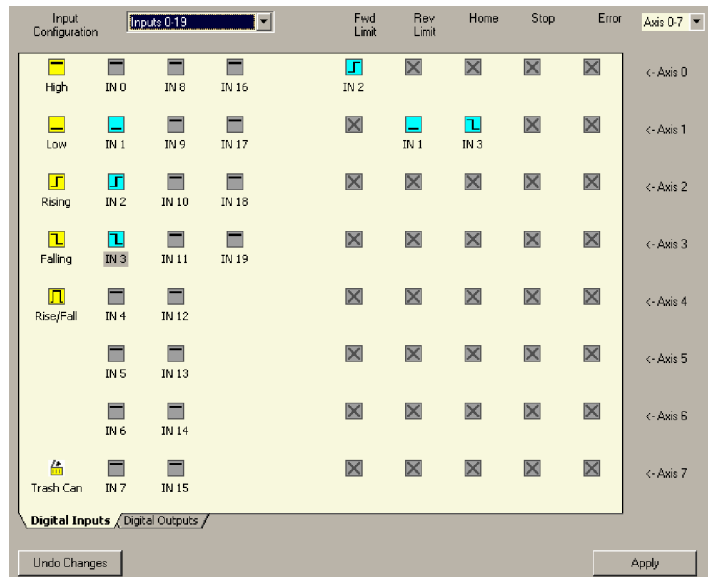 Input Configuration Inputs 0-19 Fwd Limit Rev Limit Home Stop Error Axis 0-7
High IN 0 IN 8 IN 16 IN 2 <- Axis 0
Low IN 1 IN 9 IN 17 IN 1 IN 3 <- Axis 1
Rising IN 2 IN 10 IN 18 <- Axis 2
Falling IN 3 IN 11 IN 19 <- Axis 3
Rise/Fall IN 4 IN 12 <- Axis 4
IN 5 IN 13 <- Axis 5
IN 6 IN 14 <- Axis 6
Trash Can IN 7 IN 15 <- Axis 7
Digital Inputs Digital Outputs
Undo Changes Apply